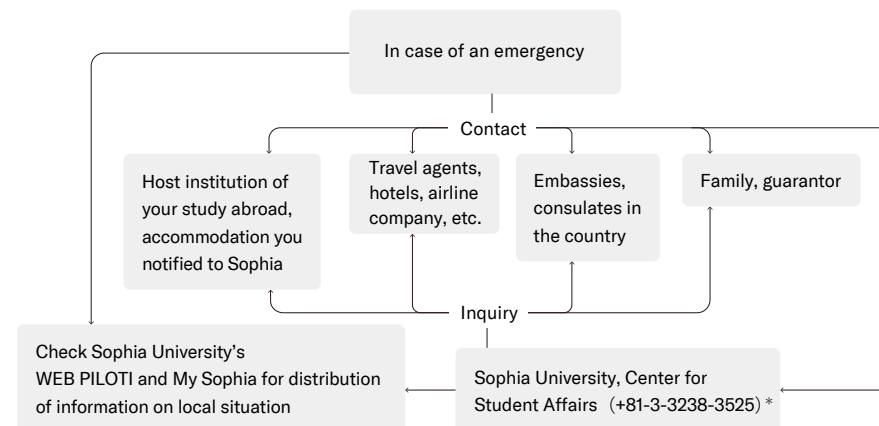 In case of an emergency
Contact
Host institution of
your study abroad,
accommodation you
notified to Sophia
Travel agents,
hotels, airline
company, etc.
Embassies,
consulates in
the country
Family, guarantor
Inquiry
Check Sophia University’s
WEB PILOTI and My Sophia for distribution
of information on local situation
Sophia University, Center for
Student Affairs（+81-3-3238-3525）*